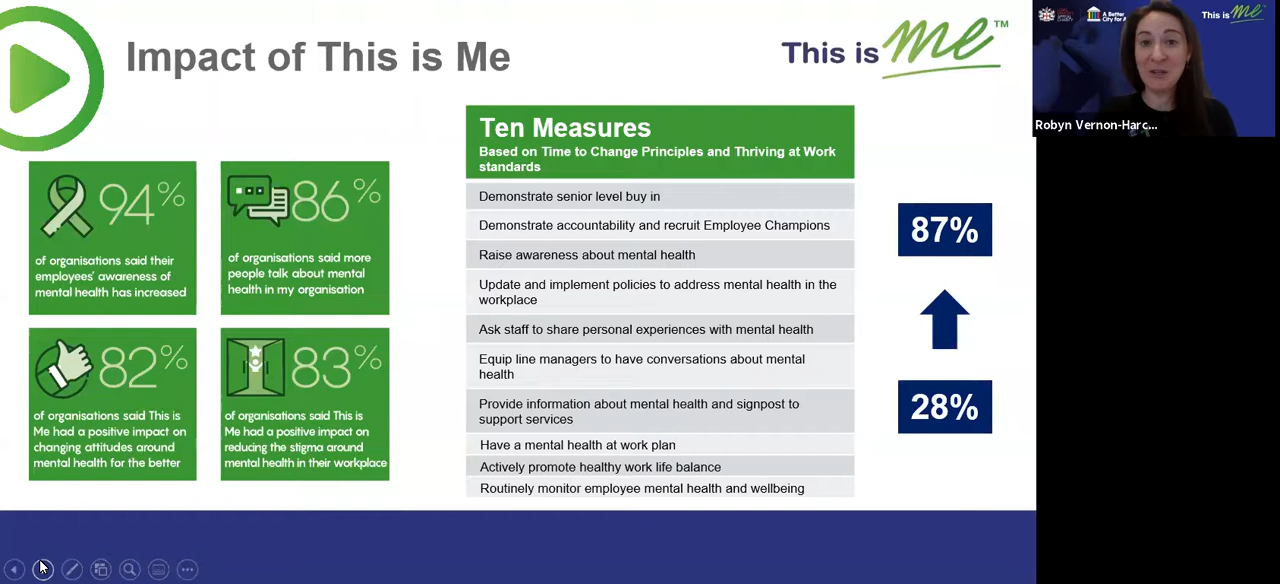 Impact of This is Me
This is me™
94%
of organisations said their
employees' awareness of
mental health has increased
86%
of organisations said more
people talk about mental
health in my organisation
82%
of organisations said This is
Me had a positive impact on
changing attitudes around
mental health for the better
83%
of organisations said This is
Me had a positive impact on
reducing the stigma around
mental health in their workplace
Ten Measures
Based on Time to Change Principles and Thriving at Work
standards
Demonstrate senior level buy in
Demonstrate accountability and recruit Employee Champions
Raise awareness about mental health
Update and implement policies to address mental health in the
workplace
Ask staff to share personal experiences with mental health
Equip line managers to have conversations about mental
health
Provide information about mental health and signpost to
support services
Have a mental health at work plan
Actively promote healthy work life balance
Routinely monitor employee mental health and wellbeing
87%
28%
A Better
City for A
This is me
Robyn Vernon-Harc...